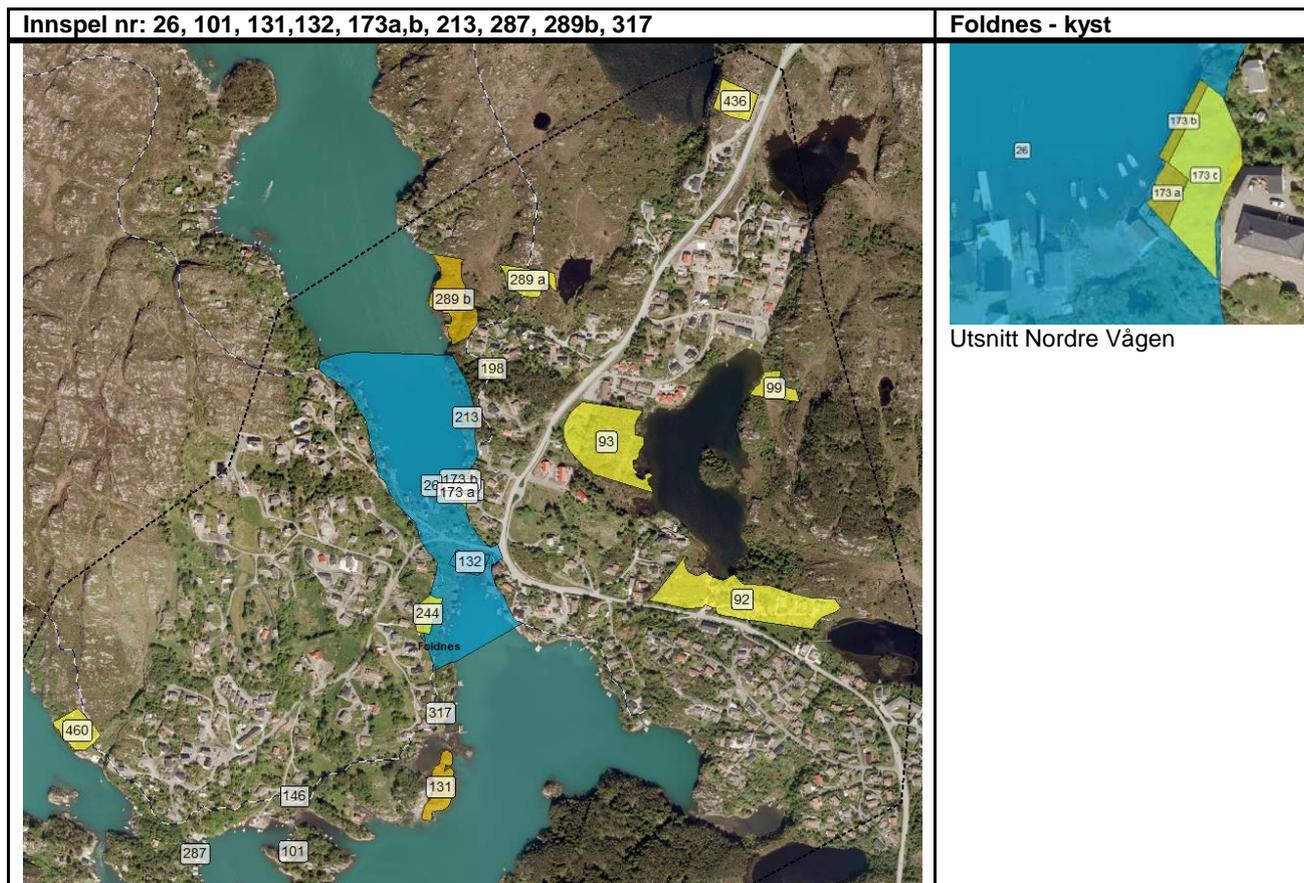 Innspel nr: 26, 101, 131,132, 173a,b, 213, 287, 289b, 317
Foldnes - kyst
436
289 a
289 b
198
99
213
93
173 b
26
173 a
132
92
244
Foldnes
317
460
131
146
101
287
173 b
26
173 c
173 a
Utsnitt Nordre Vågen